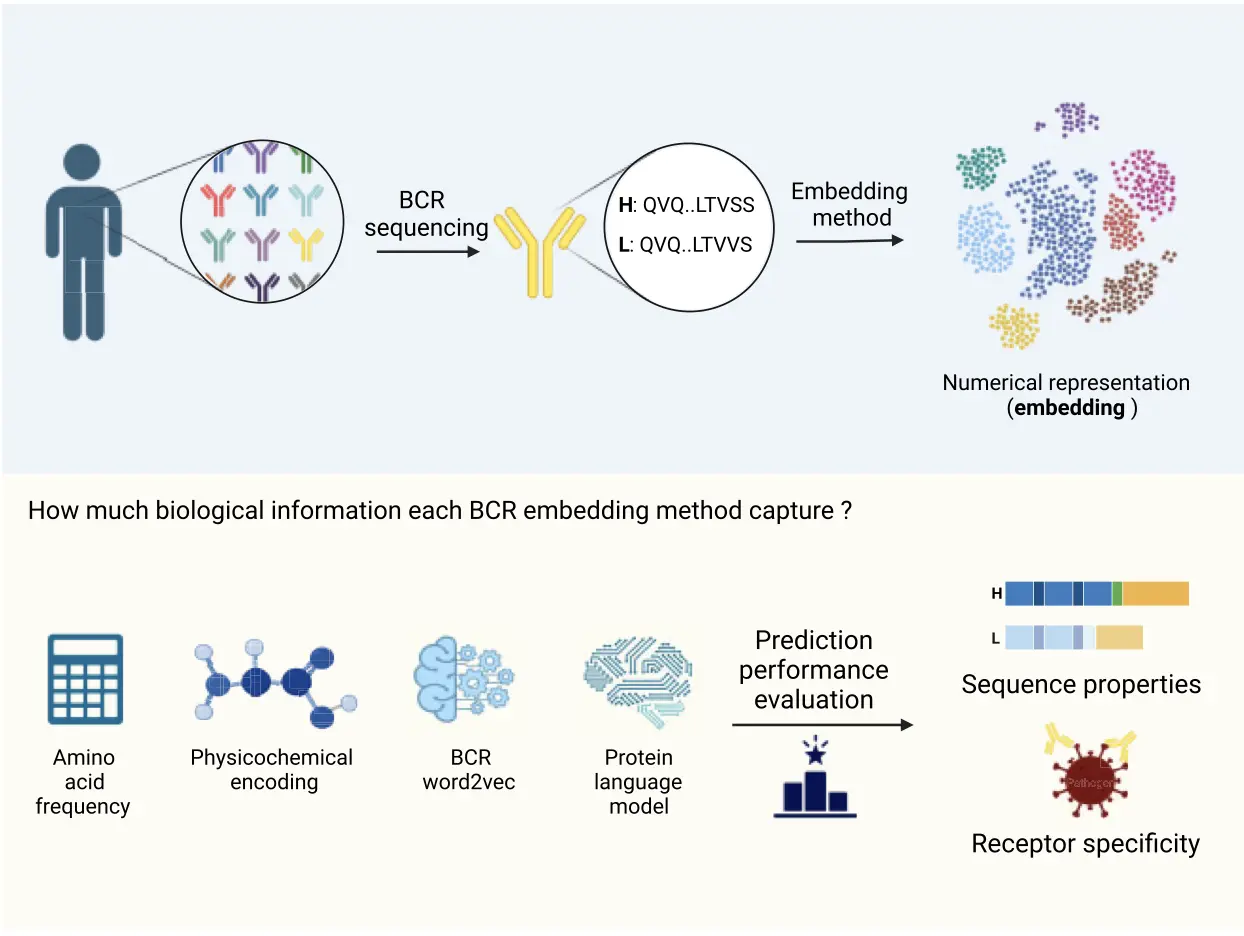 BCR
sequencing
H: QVQ..LTVSS
L: QVQ..LTVVS
Embedding
method
Numerical representation
(embedding )
How much biological information each BCR embedding method capture ?
Amino
acid
frequency
Physicochemical
encoding
BCR
word2vec
Protein
language
model
Prediction
performance
evaluation
H
L
Sequence properties
Pathogen
Receptor specificity